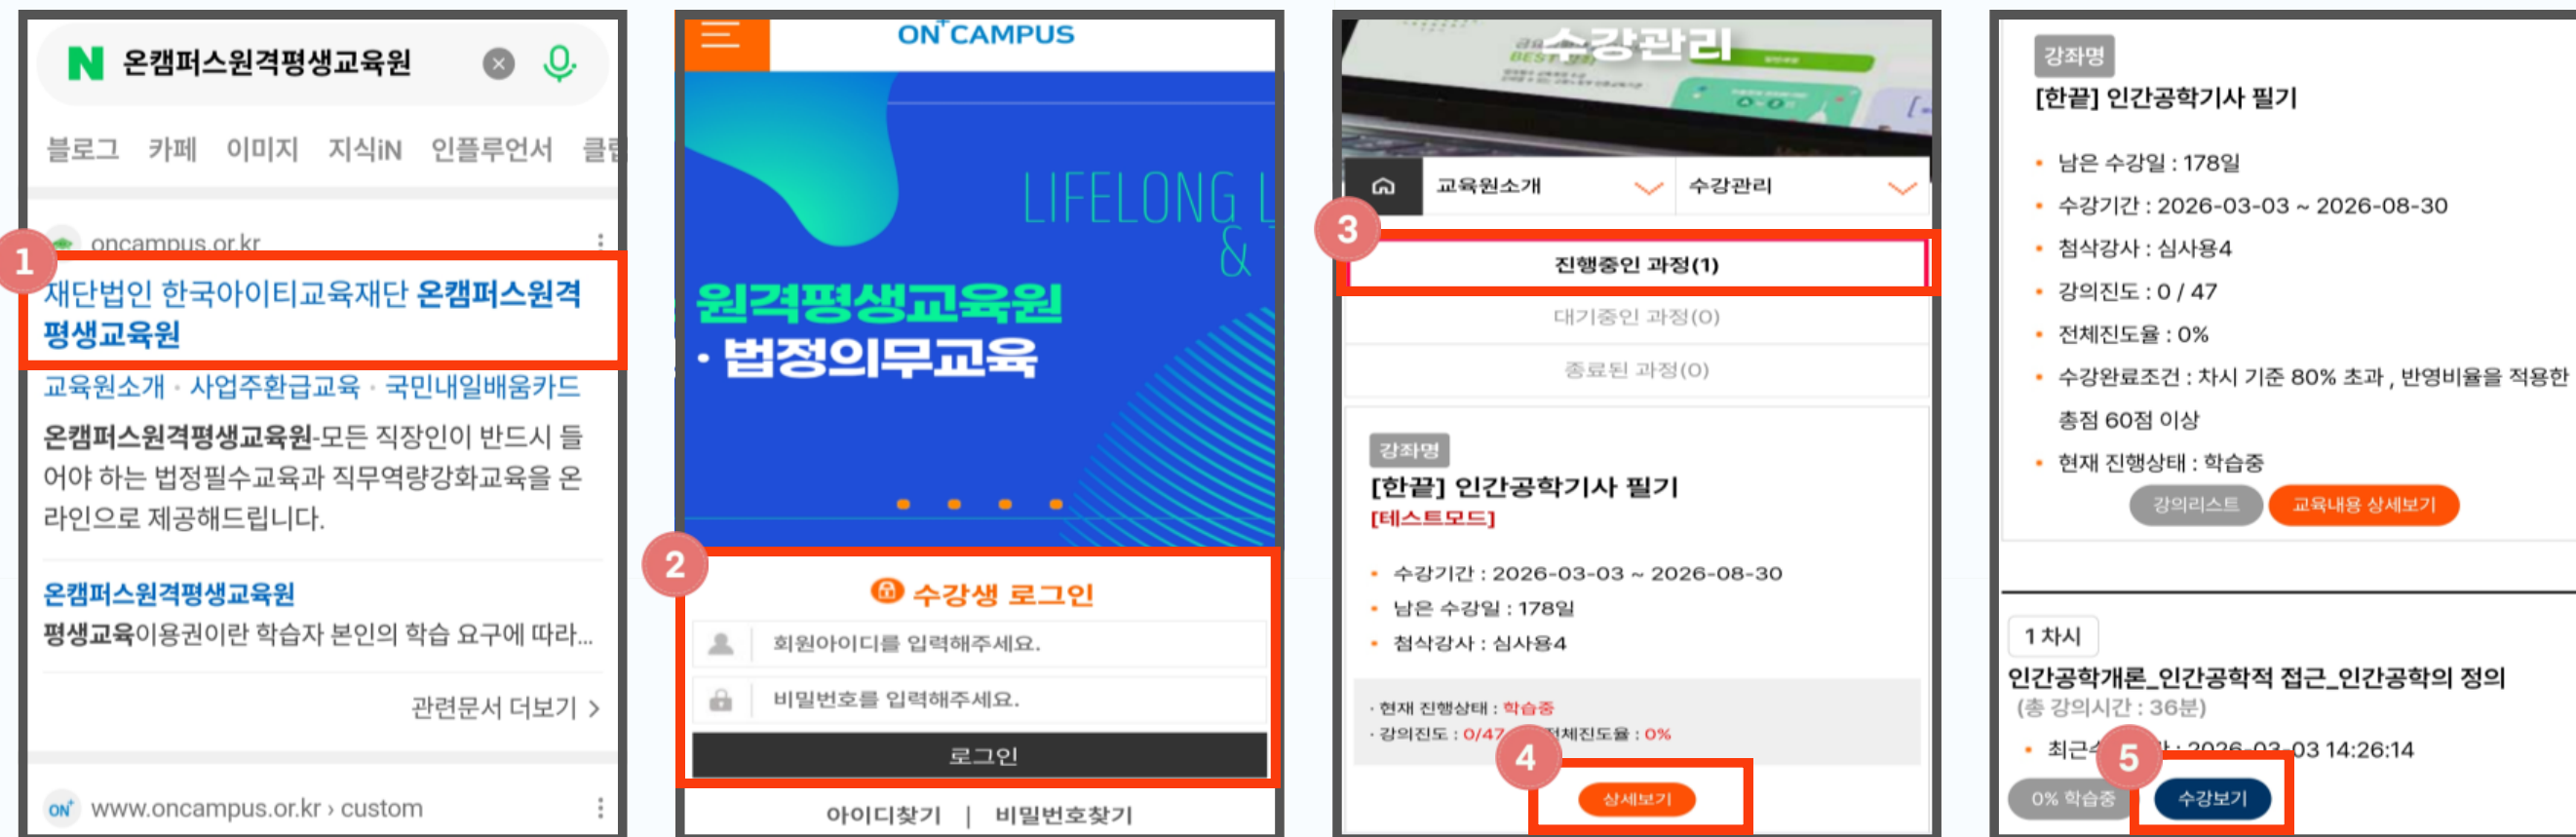 온캠퍼스원격평생교육원
블로그 카페 이미지 지식iN 인플루언서 클럽
oncampus.or.kr
1
재단법인 한국아이티교육재단 온캠퍼스원격
평생교육원
교육원소개 · 사업주환급교육 · 국민내일배움카드
온캠퍼스원격평생교육원-모든 직장인이 반드시 들
어야 하는 법정필수교육과 직무역량강화교육을 온
라인으로 제공해드립니다.
온캠퍼스원격평생교육원
평생교육이용권이란 학습자 본인의 학습 요구에 따라...
관련문서 더보기 >
ON+ www.oncampus.or.kr › custom
ON+CAMPUS
LIFELONG L
&
원격평생교육원
· 법정의무교육
2
수강생 로그인
회원아이디를 입력해주세요.
비밀번호를 입력해주세요.
로그인
아이디찾기 | 비밀번호찾기
수강관리
BEST
교육원소개 수강관리
3
진행중인 과정(1)
대기중인 과정(0)
종료된 과정(0)
강좌명
[한끝] 인간공학기사 필기
[테스트모드]
• 수강기간 : 2026-03-03 ~ 2026-08-30
• 남은 수강일 : 178일
• 첨삭강사 : 심사용4
· 현재 진행상태 : 학습중
· 강의진도 : 0/47 전체진도율 : 0%
4
상세보기
강좌명
[한끝] 인간공학기사 필기
• 남은 수강일 : 178일
• 수강기간 : 2026-03-03 ~ 2026-08-30
• 첨삭강사 : 심사용4
• 강의진도 : 0 / 47
• 전체진도율 : 0%
• 수강완료조건 : 차시 기준 80% 초과 , 반영비율을 적용한
총점 60점 이상
• 현재 진행상태 : 학습중
강의리스트 교육내용 상세보기
1 차시
인간공학개론_인간공학적 접근_인간공학의 정의
(총 강의시간 : 36분)
• 최근 : 2026-03-03 14:26:14
5
0% 학습중 수강보기